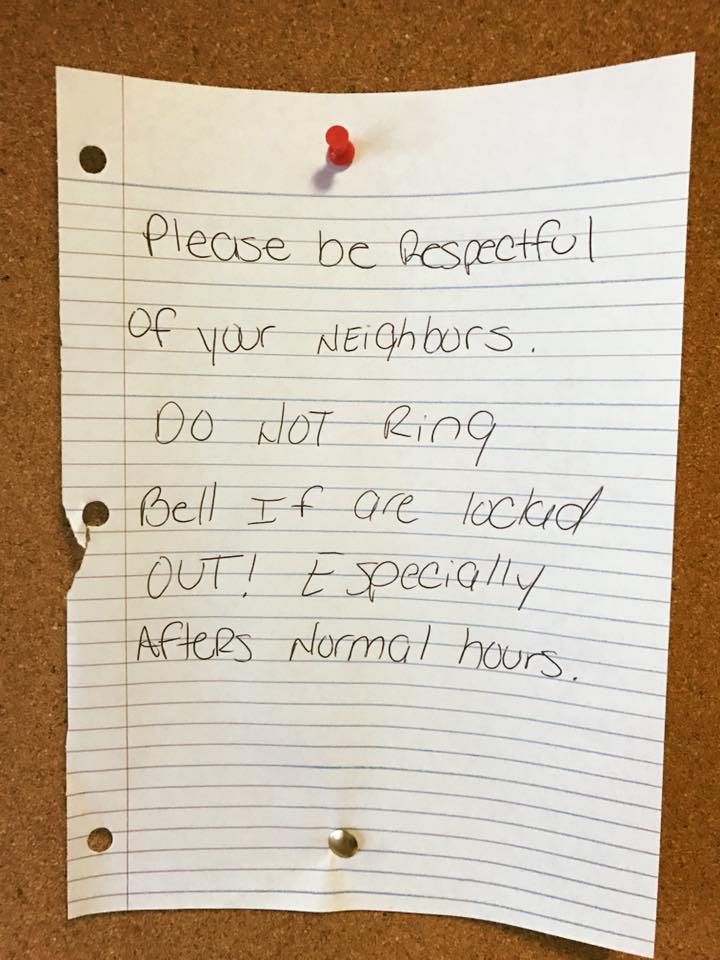 Please be Respectful
Of your NEighbors.
DO NOT Ring
Bell If are locked
OUT! Especially
AfteRs Normal hours.